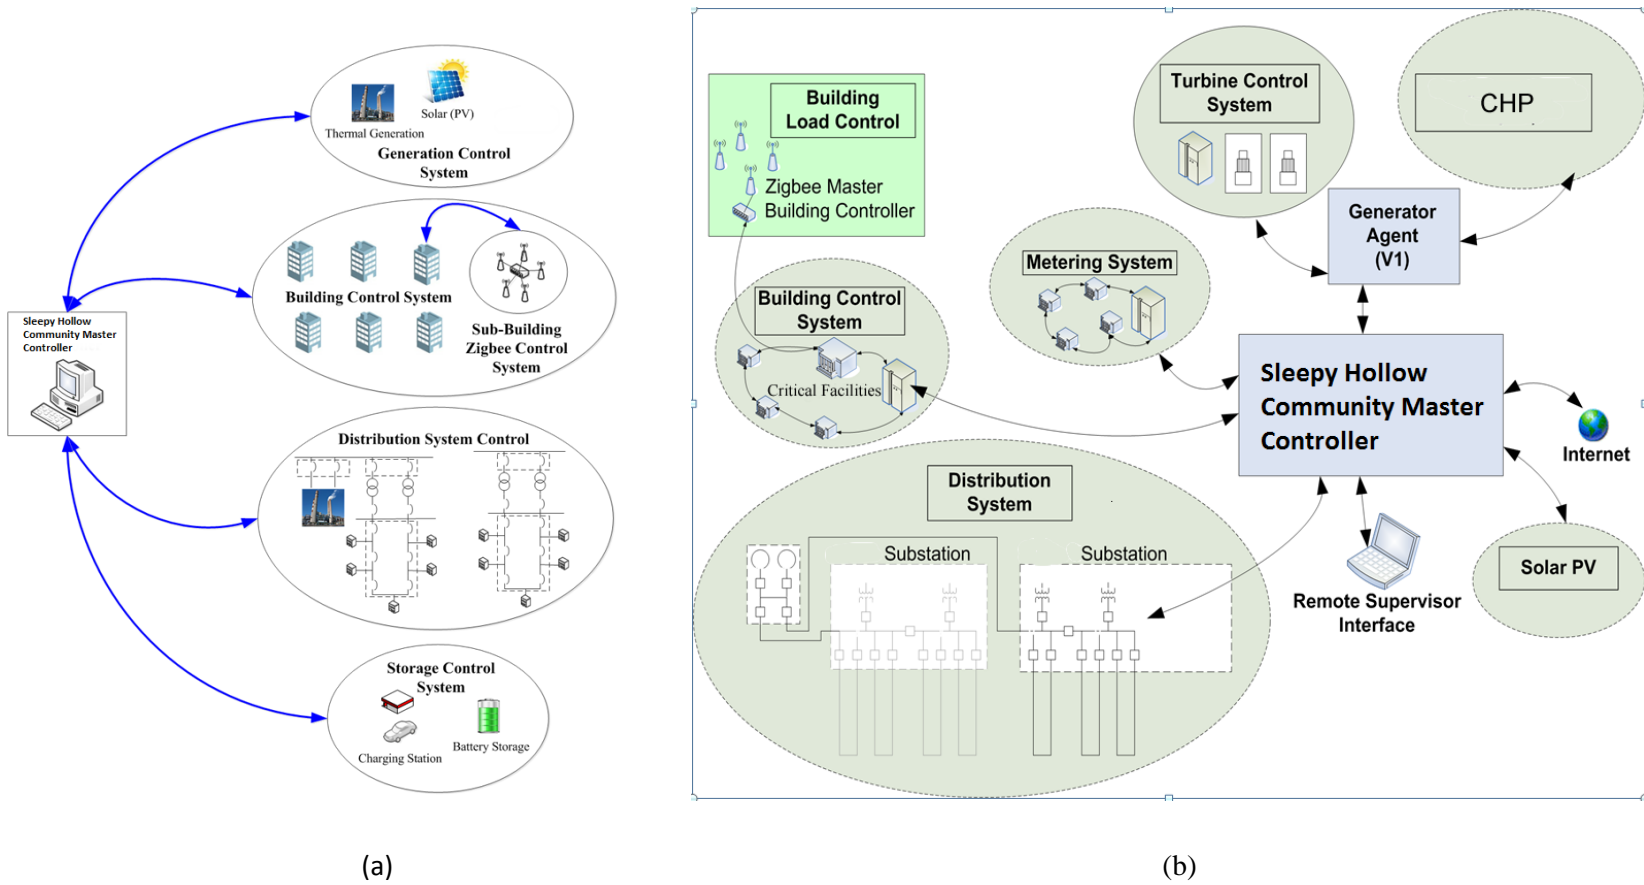 Solar (PV)
Thermal Generation
Generation Control
System
Building Control System
Sub-Building
Zigbee Control
System
Sleepy Hollow
Community Master
Controller
Distribution System Control
Storage Control
System
Charging Station
Battery Storage
(a)
Building
Load Control
Zigbee Master
Building Controller
Turbine Control
System
CHP
Generator
Agent
(V1)
Metering System
Building Control
System
Critical Facilities
Sleepy Hollow
Community Master
Controller
Internet
Distribution
System
Substation
Substation
Solar PV
Remote Supervisor
Interface
(b)